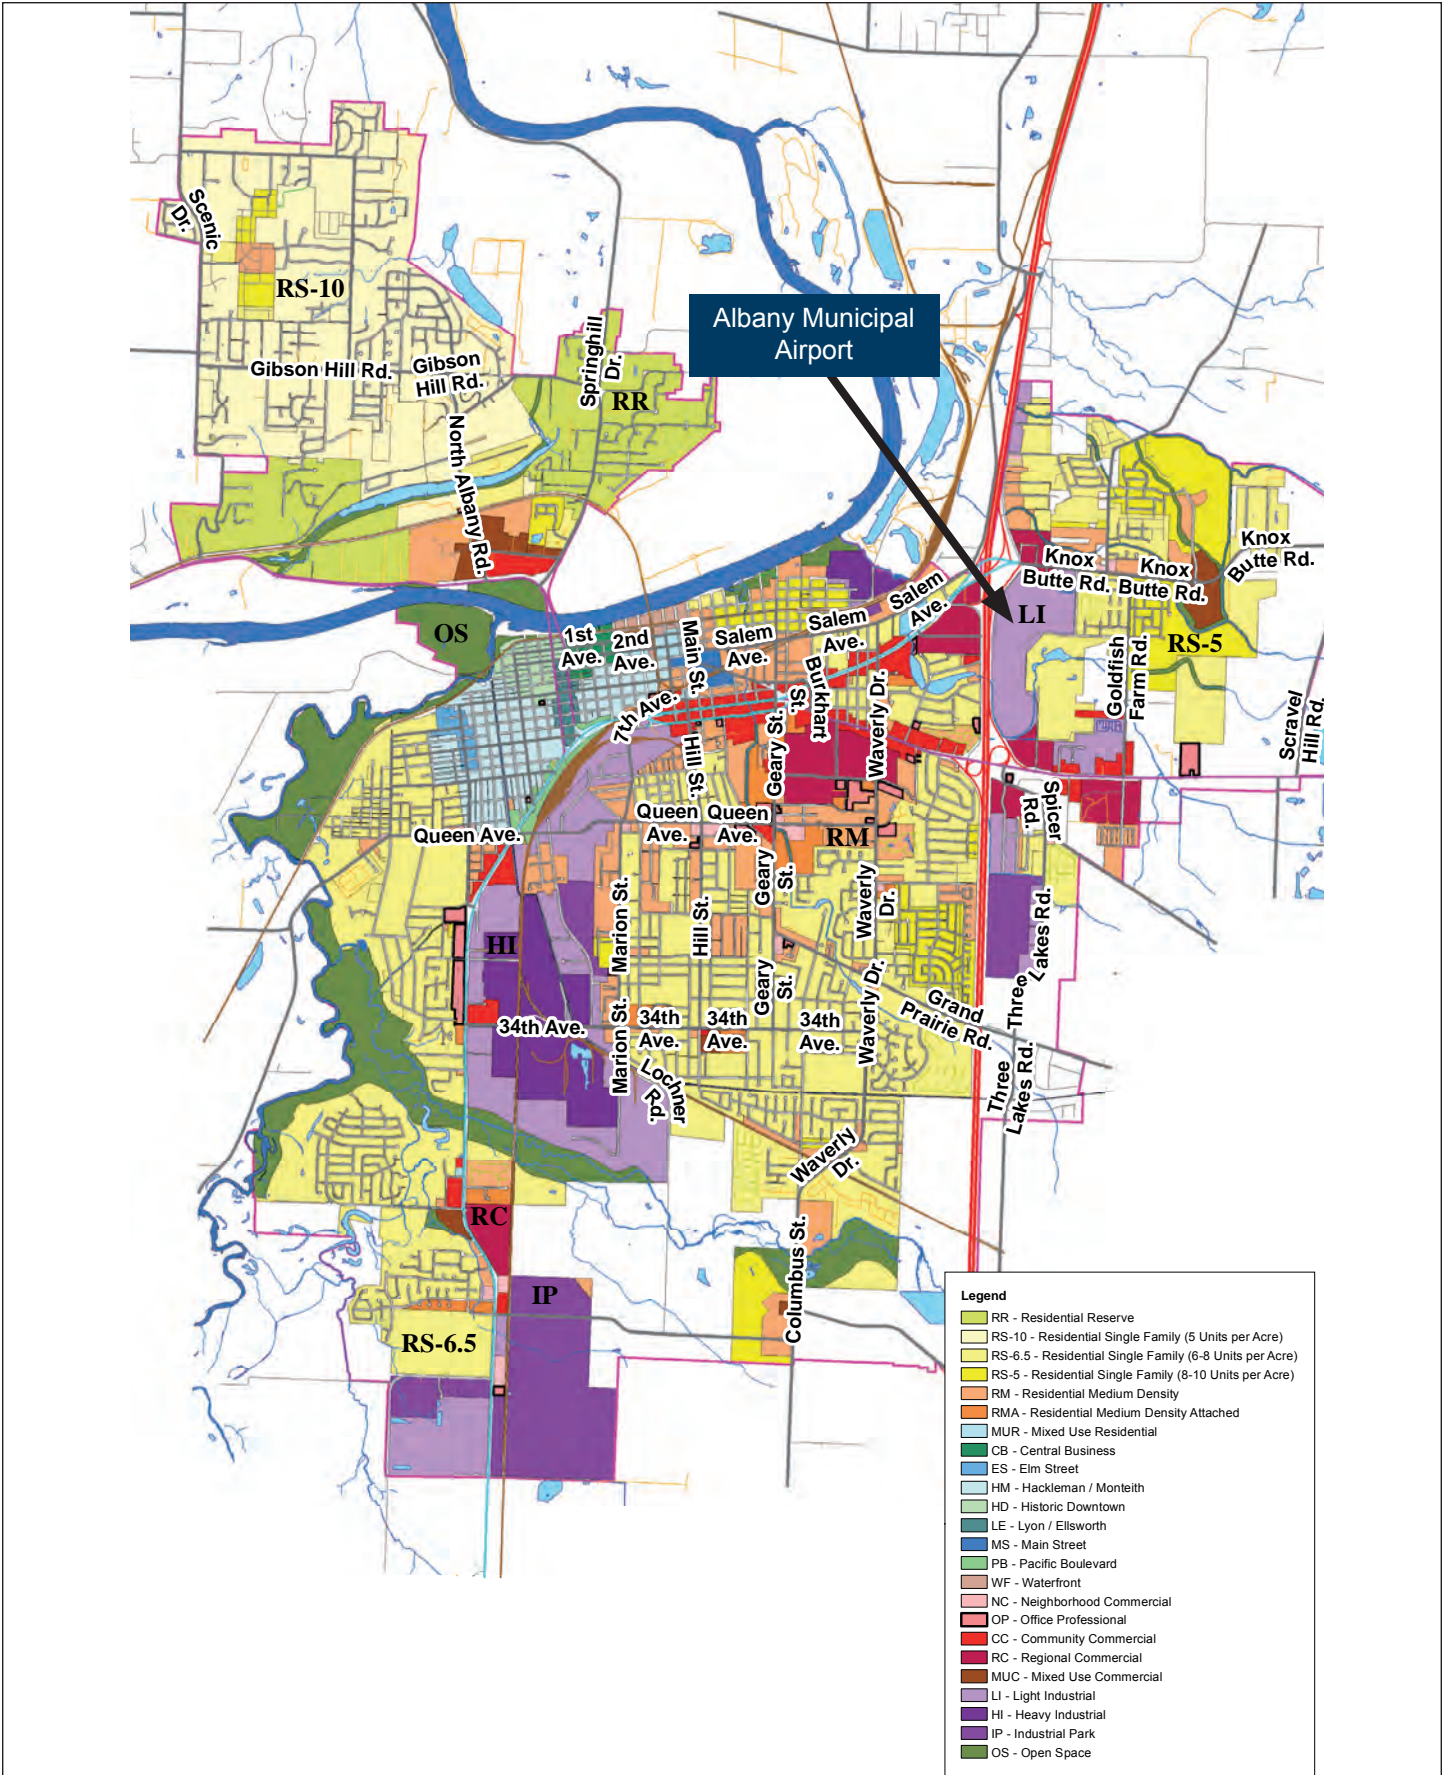 Scenic
Dr.
RS-10
Albany Municipal
Airport
Gibson Hill Rd.
Gibson
Hill Rd.
Springhill
Dr.
RR
North Albany Rd.
Knox
Butte Rd.
Knox
Butte Rd.
Knox
Butte Rd.
OS
1st
Ave.
2nd
Ave.
Main St.
Salem
Ave.
Salem
Ave.
Salem
Ave.
LI
RS-5
7th Ave.
Burkhart
St.
Waverly Dr.
Goldfish
Farm Rd.
Scravel
Hill Rd.
Hill St.
Geary St.
Queen Ave.
Queen
Ave.
Queen
Ave.
RM
Spicer
Rd.
Geary
St.
Waverly
Dr.
Marion St.
Hill St.
HI
Three
Lakes Rd.
Geary
St.
Waverly Dr.
Grand
Prairie Rd.
34th Ave.
Marion St.
34th
Ave.
34th
Ave.
34th
Ave.
Lochner
Rd.
Three
Lakes Rd.
Waverly
Dr.
RC
Columbus St.
IP
RS-6.5
Legend
RR - Residential Reserve
RS-10 - Residential Single Family (5 Units per Acre)
RS-6.5 - Residential Single Family (6-8 Units per Acre)
RS-5 - Residential Single Family (8-10 Units per Acre)
RM - Residential Medium Density
RMA - Residential Medium Density Attached
MUR - Mixed Use Residential
CB - Central Business
ES - Elm Street
HM - Hackleman / Monteith
HD - Historic Downtown
LE - Lyon / Ellsworth
MS - Main Street
PB - Pacific Boulevard
WF - Waterfront
NC - Neighborhood Commercial
OP - Office Professional
CC - Community Commercial
RC - Regional Commercial
MUC - Mixed Use Commercial
LI - Light Industrial
HI - Heavy Industrial
IP - Industrial Park
OS - Open Space